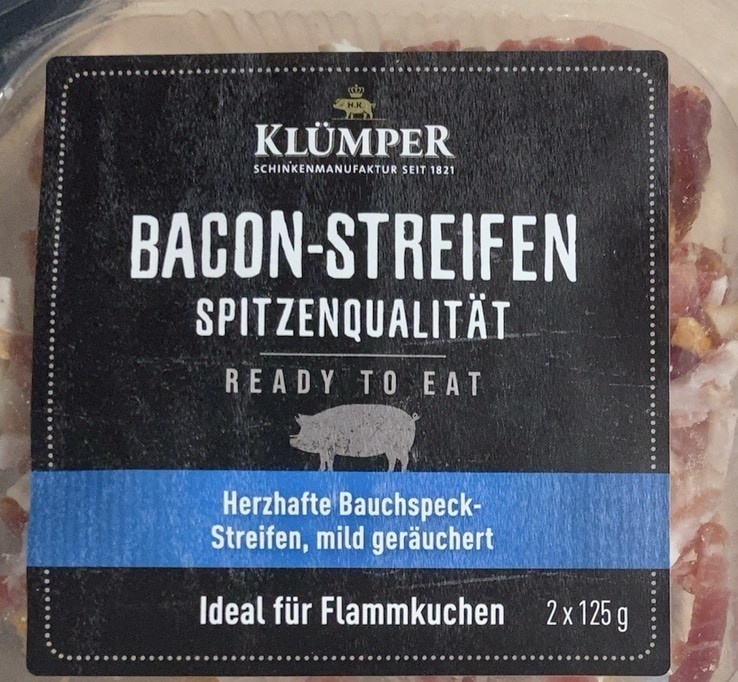 H.K.
KLÜMPER
SCHINKENMANUFAKTUR SEIT 1821
BACON-STREIFEN
SPITZENQUALITÄT
READY TO EAT
Herzhafte Bauchspeck-
Streifen, mild geräuchert
Ideal für Flammkuchen 2 x 125 g